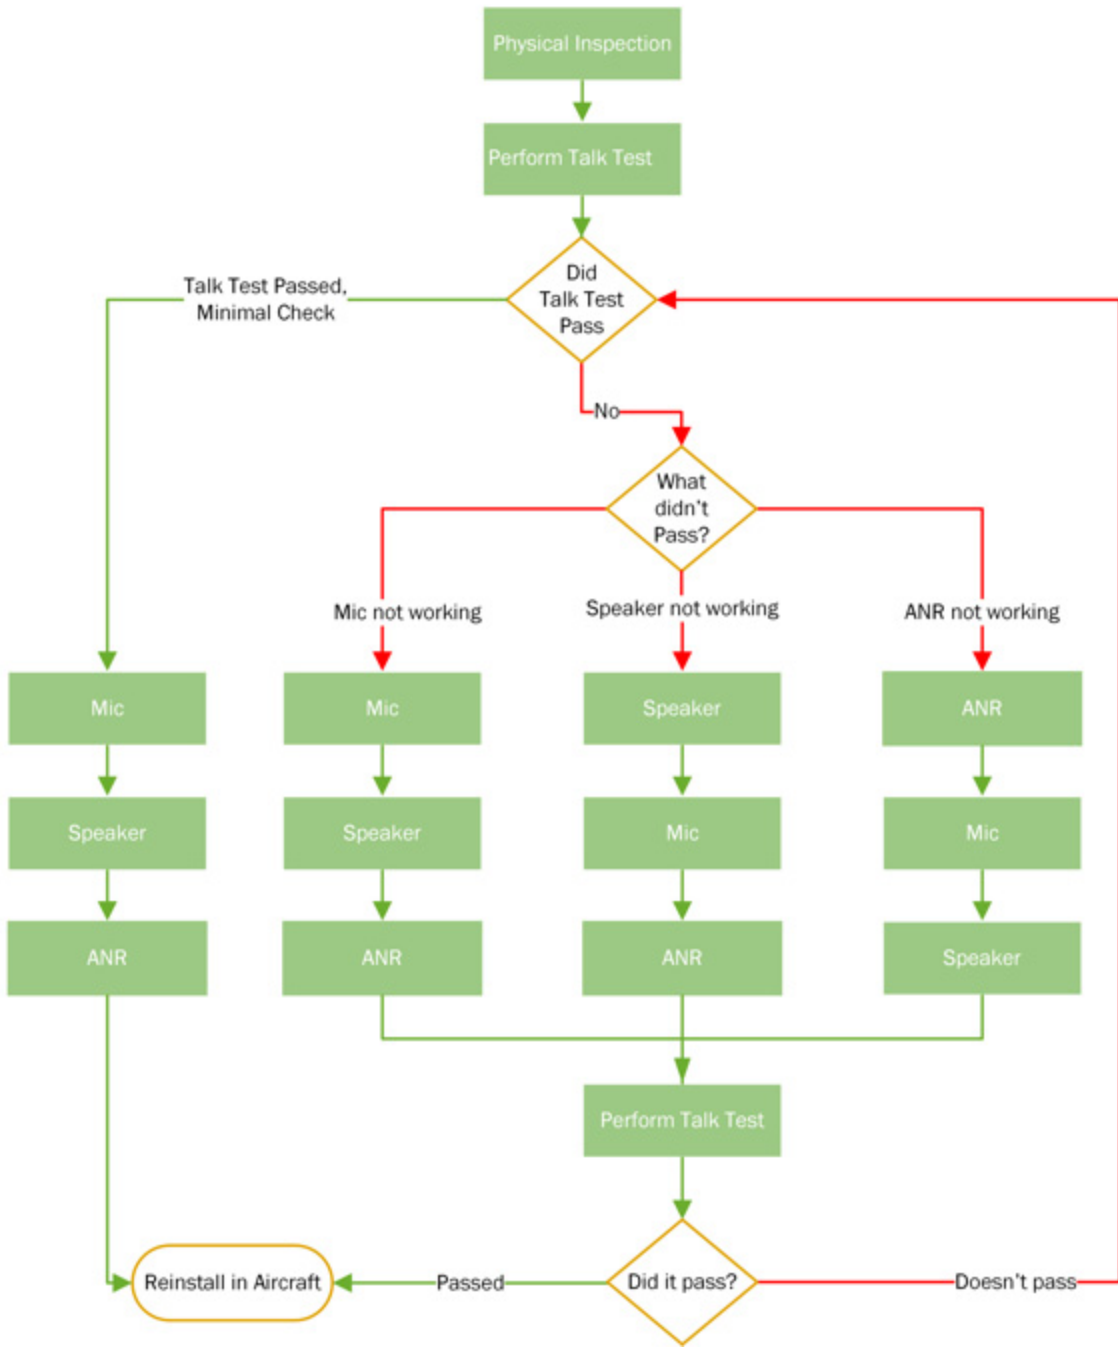 Physical Inspection
Perform Talk Test
Did
Talk Test
Pass
Talk Test Passed,
Minimal Check
No
What
didn't
Pass?
Mic not working
Speaker not working
ANR not working
Mic
Mic
Speaker
ANR
Speaker
Speaker
Mic
Mic
ANR
ANR
ANR
Speaker
Perform Talk Test
Reinstall in Aircraft
Passed
Did it pass?
Doesn't pass